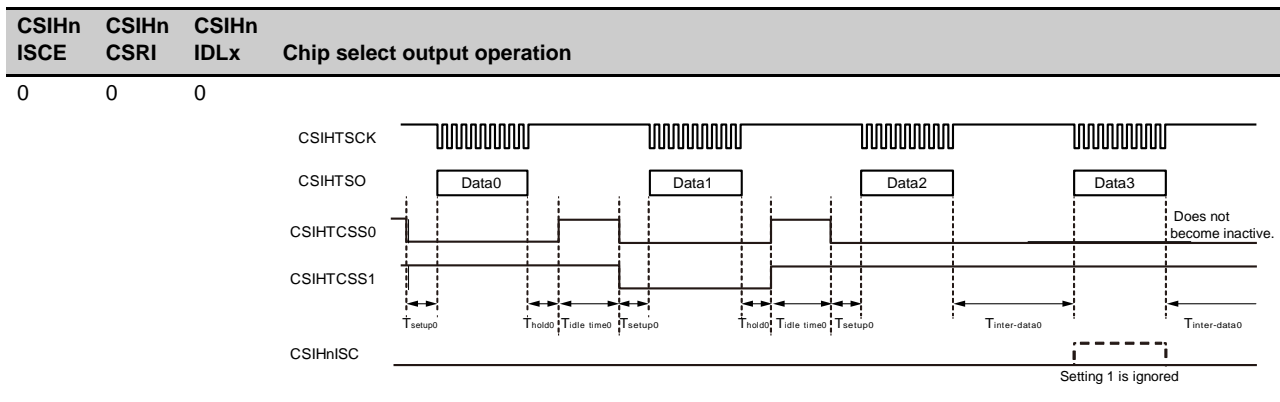 CSIHn CSIHn CSIHn
ISCE CSRI IDLx Chip select output operation
0 0 0
CSIHTSCK
CSIHTSO Data0 Data1 Data2 Data3
CSIHTCSS0 Does not
become inactive.
CSIHTCSS1
Tsetup0 Thold0 Tidle time0 Tsetup0 Thold0 Tidle time0 Tsetup0 Tinter-data0 Tinter-data0
CSIHnISC
Setting 1 is ignored